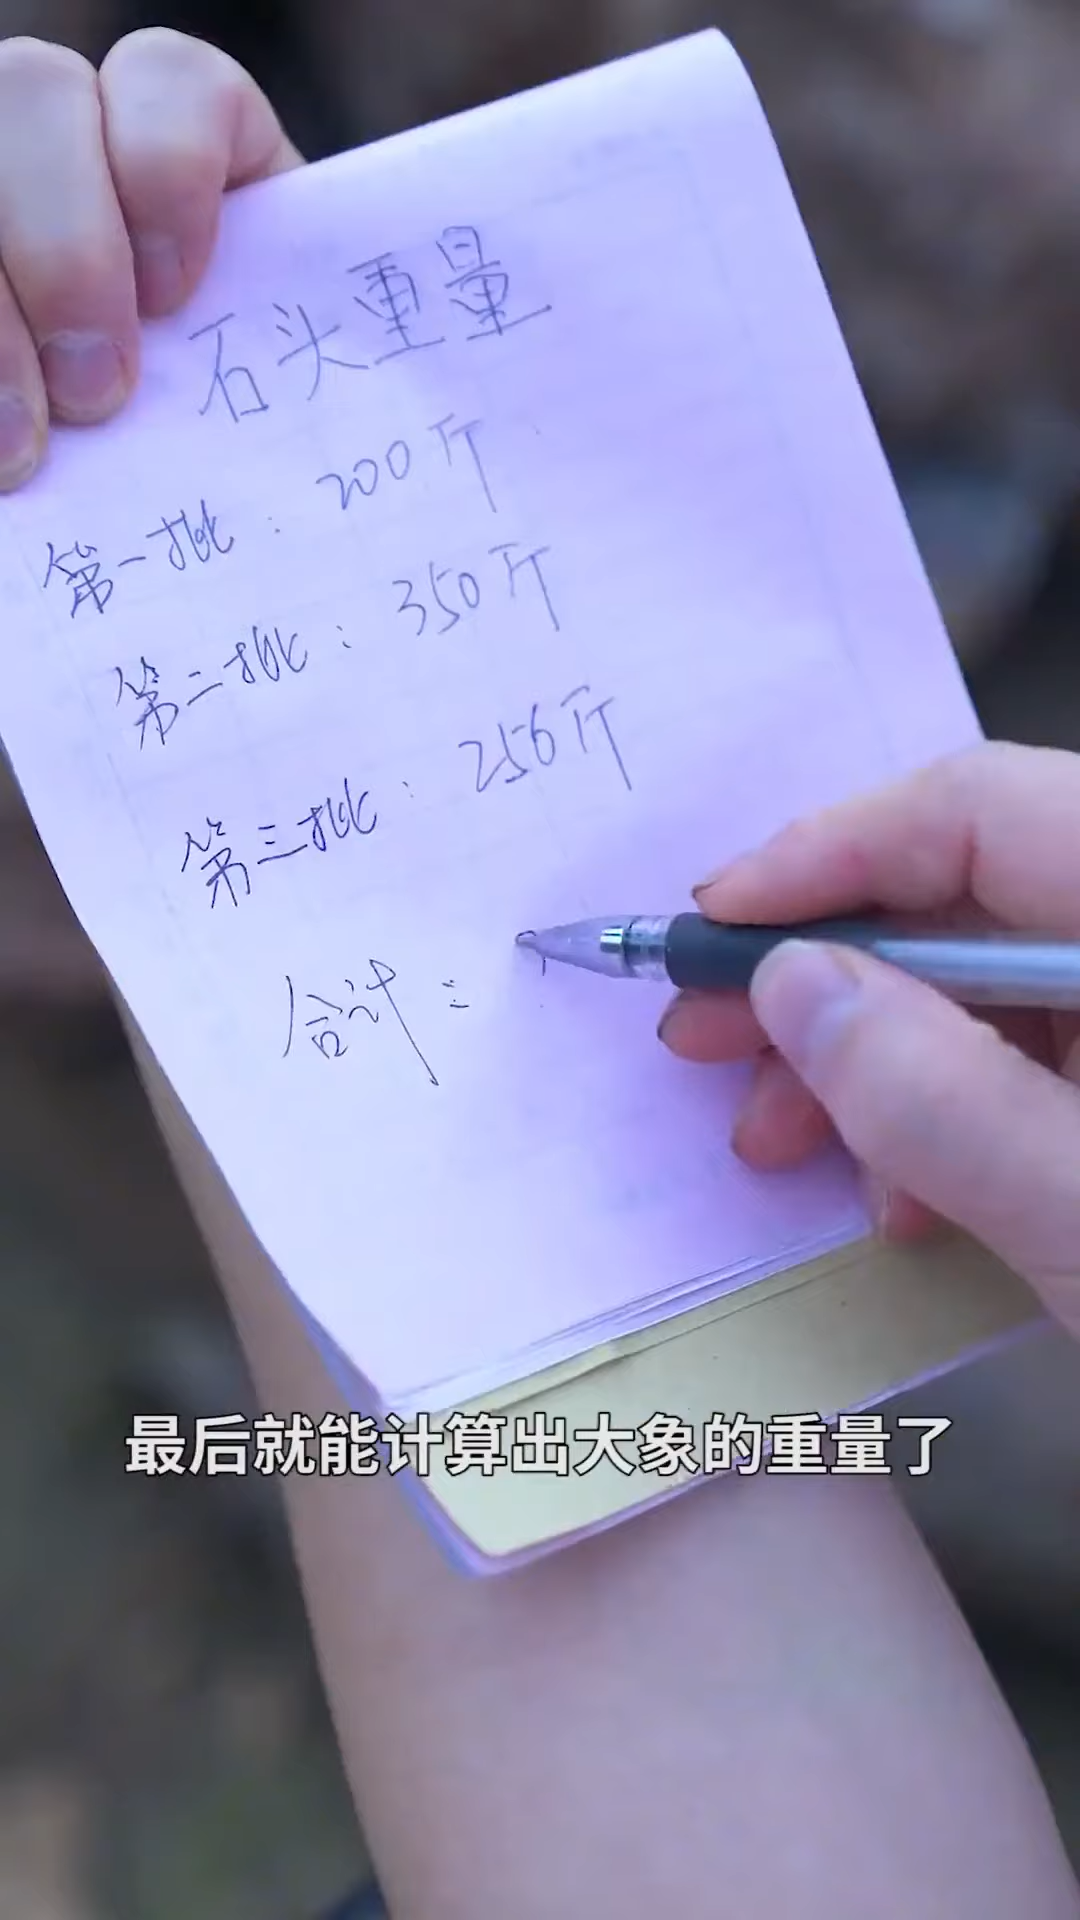 石头重量
第一批：200斤
第二批：350斤
第三批：256斤
合计：
最后就能计算出大象的重量了